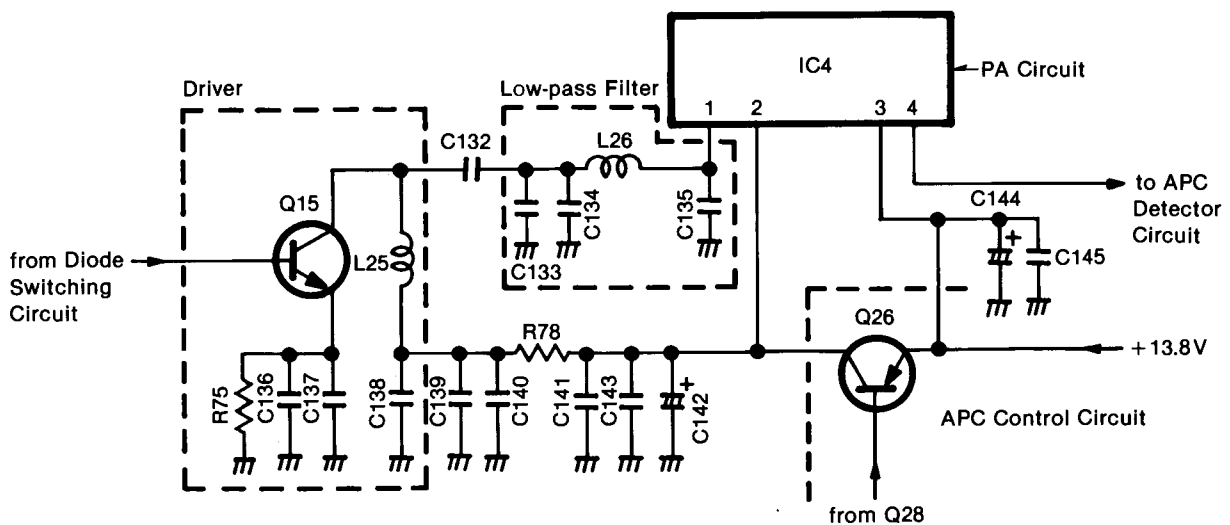 IC4
PA Circuit
1 2 3 4
Driver
Low-pass Filter
C132
L26
C134
C135
C133
Q15
L25
from Diode
Switching
Circuit
to APC
Detector
Circuit
C144
+
C145
R78
Q26
+13.8V
R75
C136
C137
C138
C139
C140
C141
C143
+
C142
APC Control Circuit
from Q28